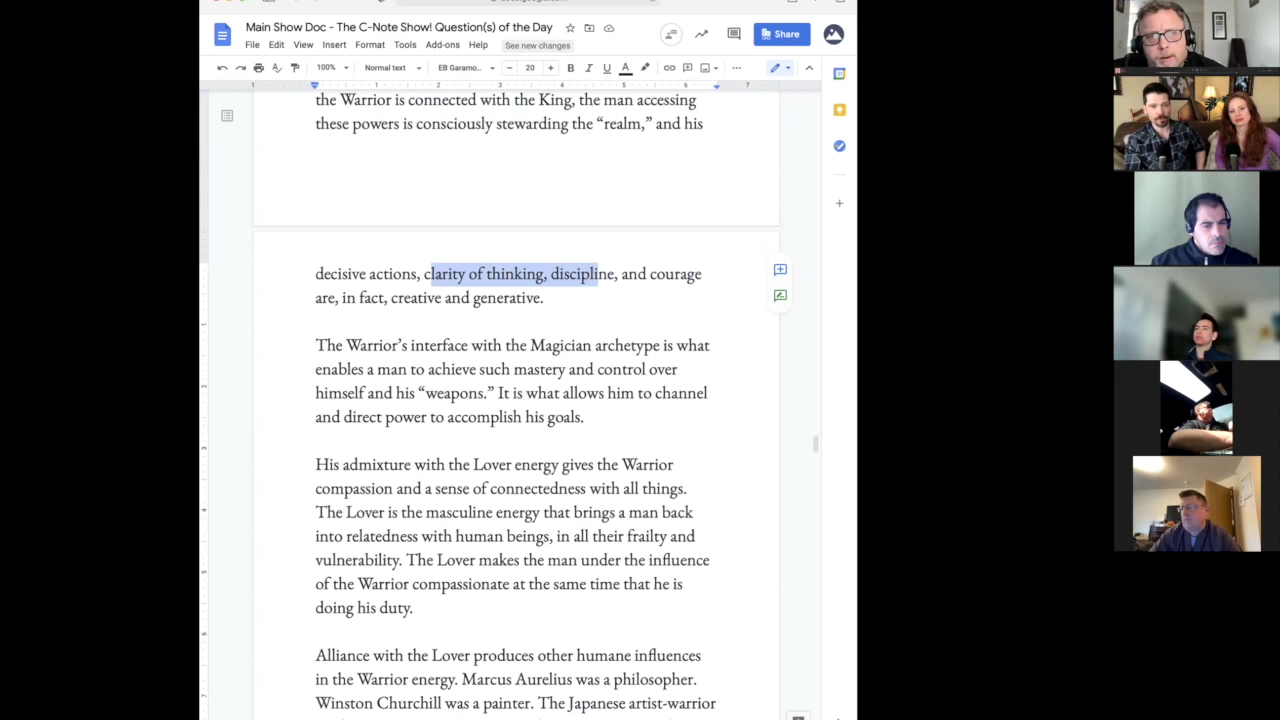 Main Show Doc - The C-Note Show! Question(s) of the Day
File Edit View Insert Format Tools Add-ons Help See new changes
Share
100% Normal text EB Garamo... 20 B I U A
1 1 2 3 4 5 6 7
the Warrior is connected with the King, the man accessing
these powers is consciously stewarding the “realm,” and his
decisive actions, clarity of thinking, discipline, and courage
are, in fact, creative and generative.
The Warrior’s interface with the Magician archetype is what
enables a man to achieve such mastery and control over
himself and his “weapons.” It is what allows him to channel
and direct power to accomplish his goals.
His admixture with the Lover energy gives the Warrior
compassion and a sense of connectedness with all things.
The Lover is the masculine energy that brings a man back
into relatedness with human beings, in all their frailty and
vulnerability. The Lover makes the man under the influence
of the Warrior compassionate at the same time that he is
doing his duty.
Alliance with the Lover produces other humane influences
in the Warrior energy. Marcus Aurelius was a philosopher.
Winston Churchill was a painter. The Japanese artist-warrior